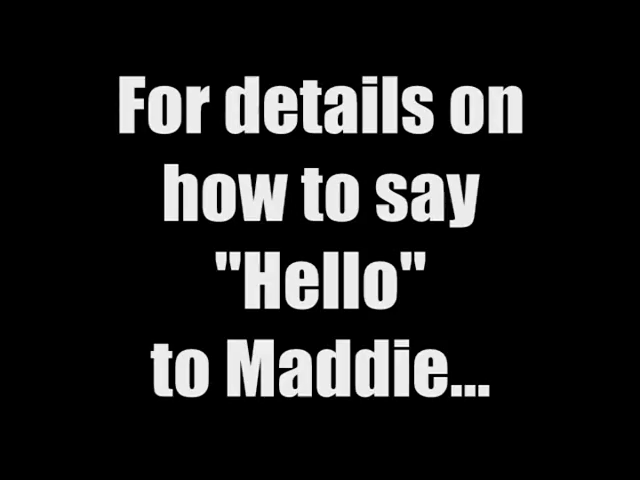 For details on
how to say
"Hello"
to Maddie...